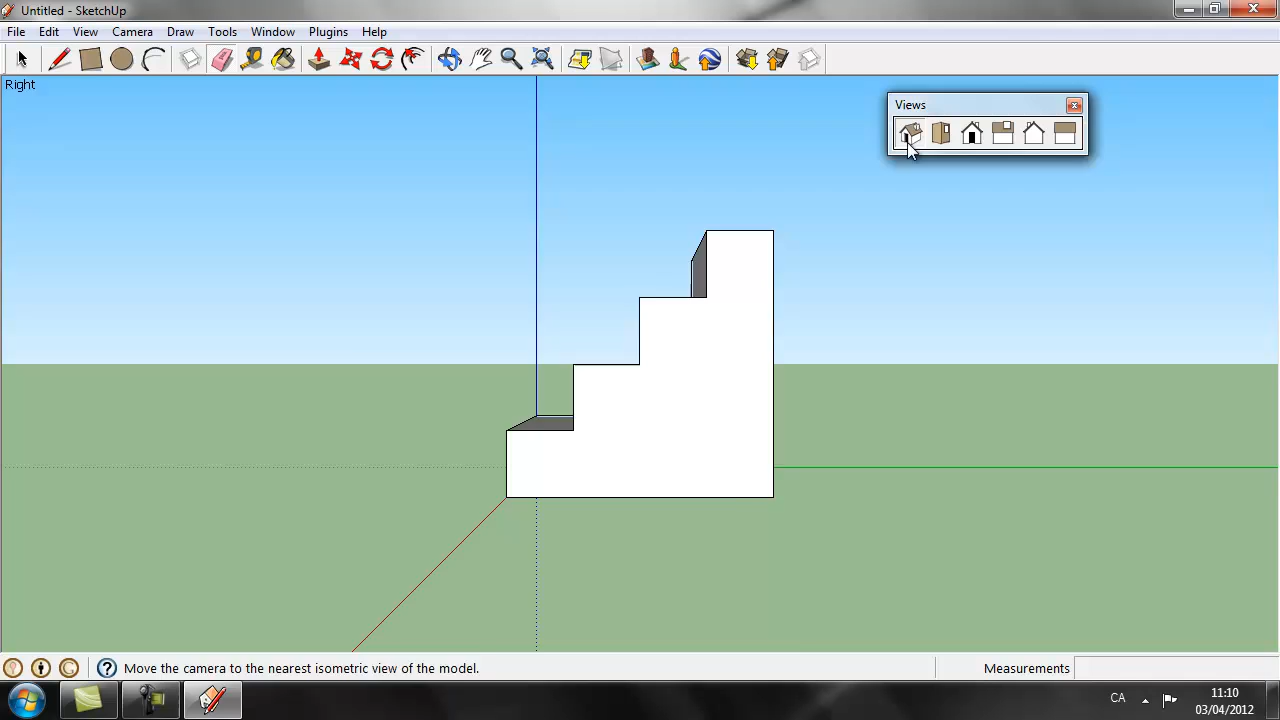 Untitled - SketchUp
File Edit View Camera Draw Tools Window Plugins Help
Right
Views
Move the camera to the nearest isometric view of the model.
Measurements
CA
11:10
03/04/2012